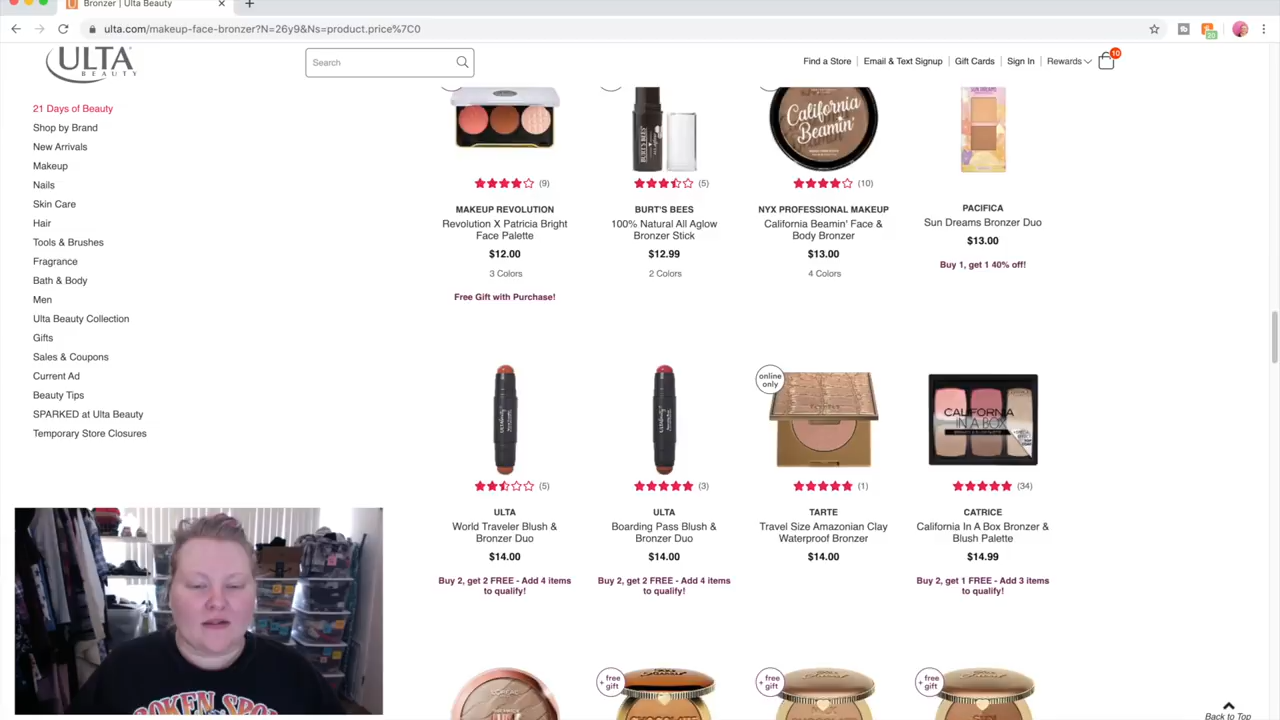 Bronzer | Ulta Beauty
ulta.com/makeup-face-bronzer?N=26y9&Ns=product.price%7C0
20
ULTA
BEAUTY
Search
Find a Store
Email & Text Signup
Gift Cards
Sign In
Rewards
10
21 Days of Beauty
Shop by Brand
New Arrivals
Makeup
Nails
Skin Care
Hair
Tools & Brushes
Fragrance
Bath & Body
Men
Ulta Beauty Collection
Gifts
Sales & Coupons
Current Ad
Beauty Tips
SPARKED at Ulta Beauty
Temporary Store Closures
BURT'S BEES
California
Beamin'
(9)
MAKEUP REVOLUTION
Revolution X Patricia Bright
Face Palette
$12.00
3 Colors
Free Gift with Purchase!
(5)
BURT'S BEES
100% Natural All Aglow
Bronzer Stick
$12.99
2 Colors
(10)
NYX PROFESSIONAL MAKEUP
California Beamin' Face &
Body Bronzer
$13.00
4 Colors
PACIFICA
Sun Dreams Bronzer Duo
$13.00
Buy 1, get 1 40% off!
(5)
ULTA
World Traveler Blush &
Bronzer Duo
$14.00
Buy 2, get 2 FREE - Add 4 items
to qualify!
(3)
ULTA
Boarding Pass Blush &
Bronzer Duo
$14.00
Buy 2, get 2 FREE - Add 4 items
to qualify!
online
only
(1)
TARTE
Travel Size Amazonian Clay
Waterproof Bronzer
$14.00
CALIFORNIA
IN A BOX
(34)
CATRICE
California In A Box Bronzer &
Blush Palette
$14.99
Buy 2, get 1 FREE - Add 3 items
to qualify!
+ free
gift
CHOCOLATE
+ free
gift
+ free
gift
Back to Top
BROKEN SPOKE